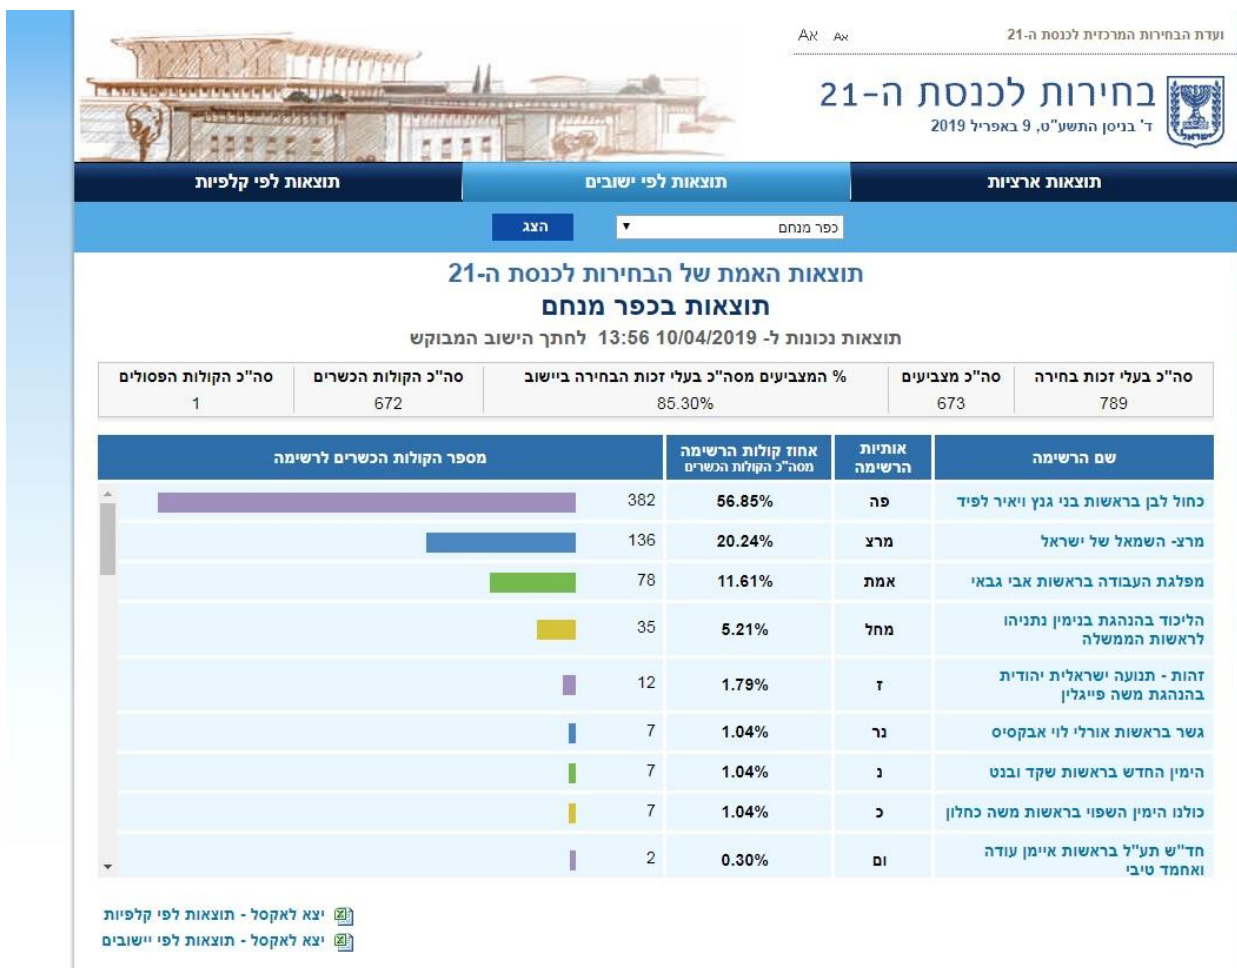 ועדת הבחירות המרכזית לכנסת ה-21
אא אא
בחירות לכנסת ה-21
ד' בניסן התשע"ט, 9 באפריל 2019
ישראל
תוצאות ארציות תוצאות לפי ישובים תוצאות לפי קלפיות
כפר מנחם הצג
תוצאות האמת של הבחירות לכנסת ה-21
תוצאות בכפר מנחם
תוצאות נכונות ל- 10/04/2019 13:56 לחתך הישוב המבוקש
סה"כ בעלי זכות בחירה סה"כ מצביעים % המצביעים מסה"כ בעלי זכות הבחירה ביישוב סה"כ הקולות הכשרים סה"כ הקולות הפסולים
789 673 85.30% 672 1
שם הרשימה אותיות הרשימה אחוז קולות הרשימה מסה"כ הקולות הכשרים מספר הקולות הכשרים לרשימה
כחול לבן בראשות בני גנץ ויאיר לפיד פה 56.85% 382
מרצ- השמאל של ישראל מרצ 20.24% 136
מפלגת העבודה בראשות אבי גבאי אמת 11.61% 78
הליכוד בהנהגת בנימין נתניהו
לראשות הממשלה מחל 5.21% 35
זהות - תנועה ישראלית יהודית
בהנהגת משה פייגלין ז 1.79% 12
גשר בראשות אורלי לוי אבקסיס נר 1.04% 7
הימין החדש בראשות שקד ובנט נ 1.04% 7
כולנו הימין השפוי בראשות משה כחלון כ 1.04% 7
חד"ש תע"ל בראשות איימן עודה
ואחמד טיבי ום 0.30% 2
יצא לאקסל - תוצאות לפי קלפיות
יצא לאקסל - תוצאות לפי יישובים